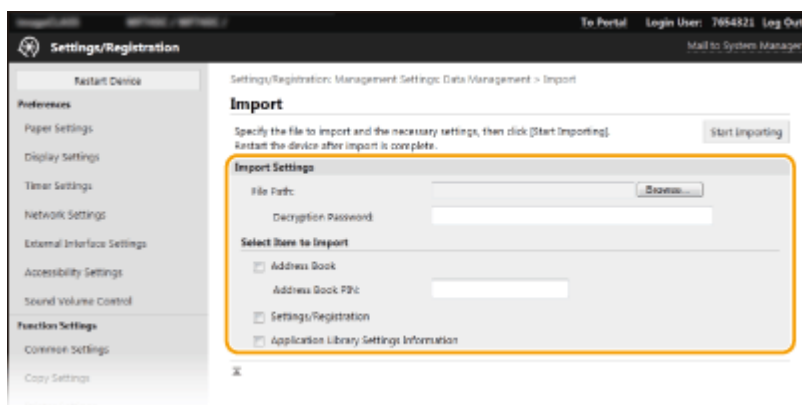 To Portal Login User: 7654321 Log Out
Settings/Registration
Mail to System Manager
Restart Device
Preferences
Paper Settings
Display Settings
Timer Settings
Network Settings
External Interface Settings
Accessibility Settings
Sound Volume Control
Function Settings
Common Settings
Copy Settings
Settings/Registration: Management Settings: Data Management > Import
Import
Specify the file to import and the necessary settings, then click [Start Importing].
Restart the device after import is complete.
Start Importing
Import Settings
File Path:
Browse...
Decryption Password:
Select Item to Import
Address Book
Address Book PIN:
Settings/Registration
Application Library Settings Information